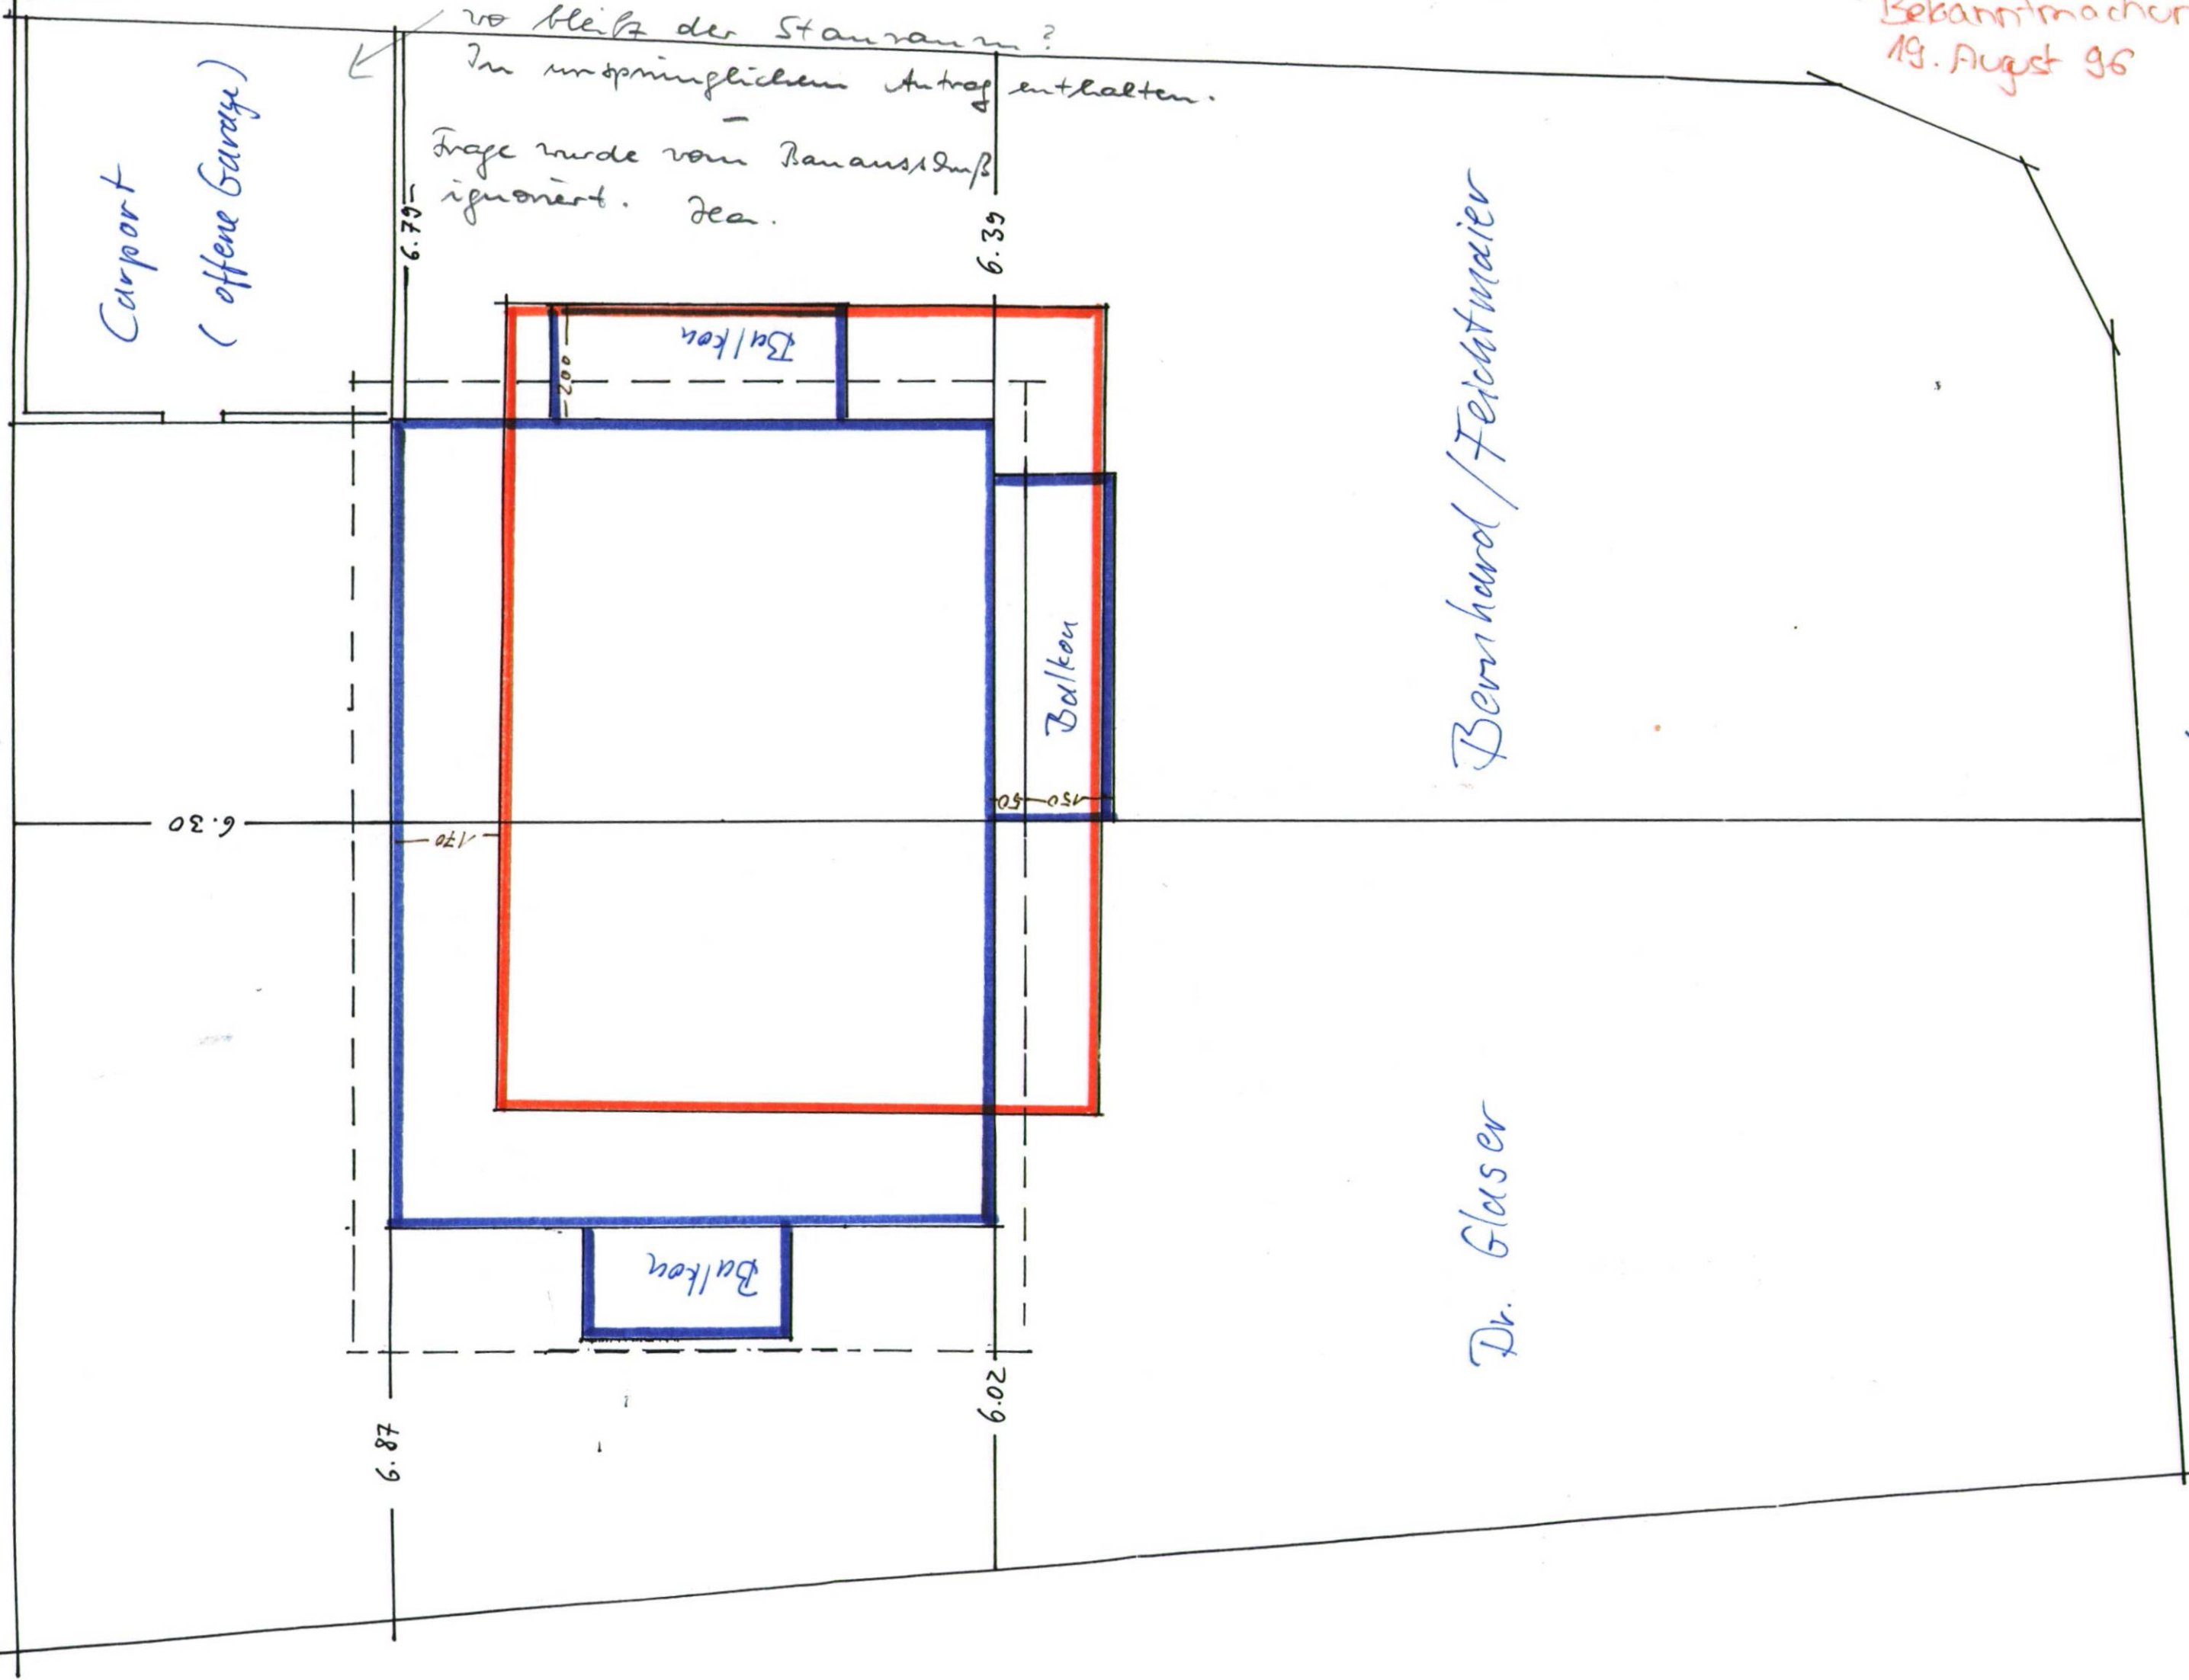 wo bleibt der Stauraum?
In ursprünglichem Antrag enthalten.
Frage wurde vom Bauausschuß
ignoriert.
Bekanntmachun
19. August 96
Carport
(offene Garage)
6.79
6.39
Balkon
200
Bernhard / Feichtmaier
Balkon
50
150
6.30
170
Dr. Glaser
Balkon
6.87
6.02